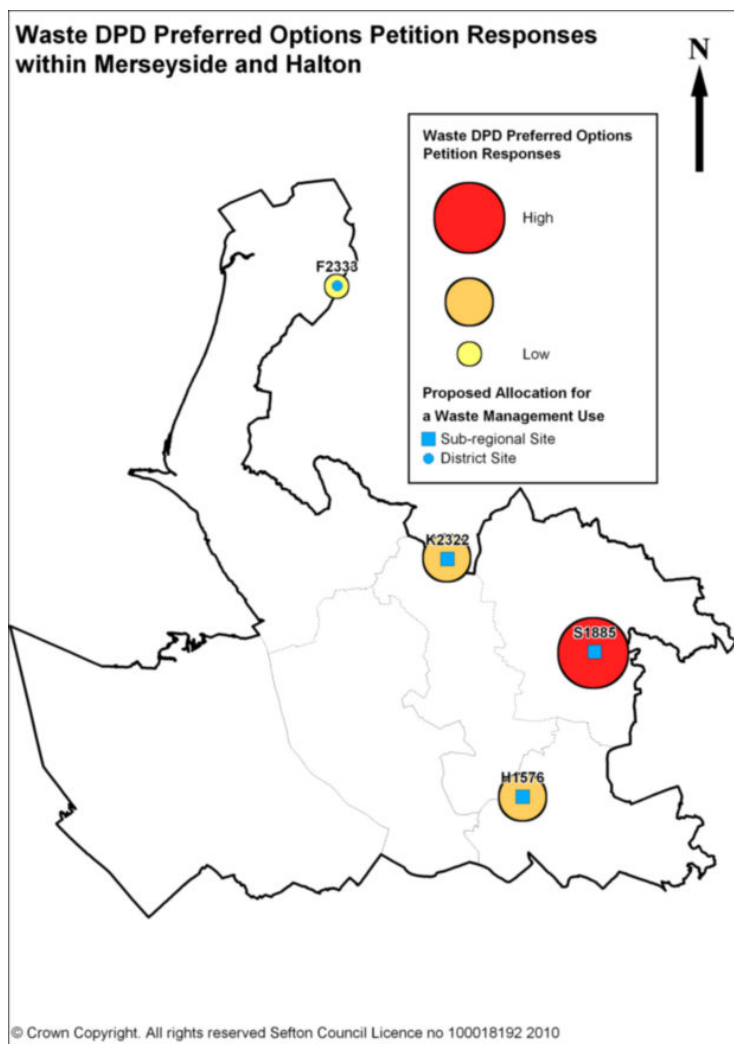 Waste DPD Preferred Options Petition Responses
within Merseyside and Halton
N
Waste DPD Preferred Options
Petition Responses
High
Low
Proposed Allocation for
a Waste Management Use
Sub-regional Site
District Site
F2333
K2322
S1885
H1576
© Crown Copyright. All rights reserved Sefton Council Licence no 100018192 2010